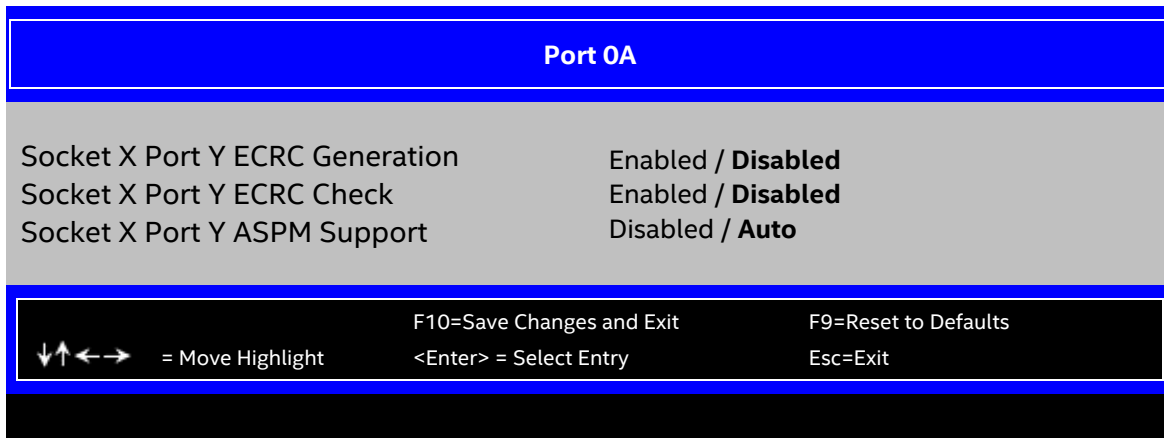 Port 0A
Socket X Port Y ECRC Generation Enabled / Disabled
Socket X Port Y ECRC Check Enabled / Disabled
Socket X Port Y ASPM Support Disabled / Auto
F10=Save Changes and Exit F9=Reset to Defaults
↓↑←→ = Move Highlight <Enter> = Select Entry Esc=Exit